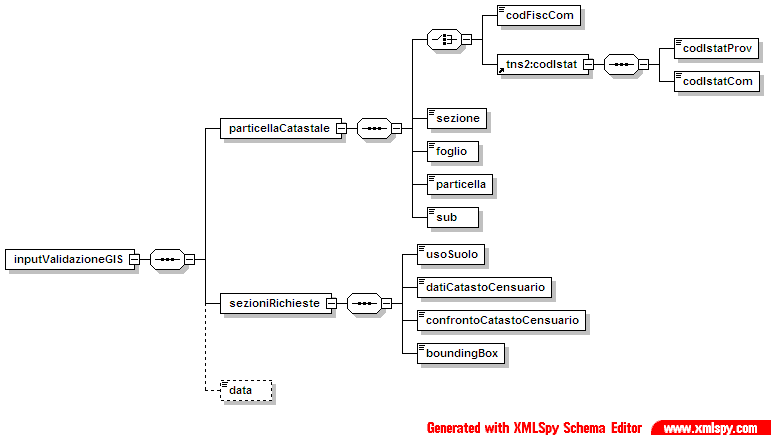 codFiscCom
tns2:codIstat
codIstatProv
codIstatCom
particellaCatastale
sezione
foglio
particella
sub
inputValidazioneGIS
usoSuolo
datiCatastoCensuario
sezioniRichieste
confrontoCatastoCensuario
boundingBox
data
Generated with XMLSpy Schema Editor www.xmlspy.com